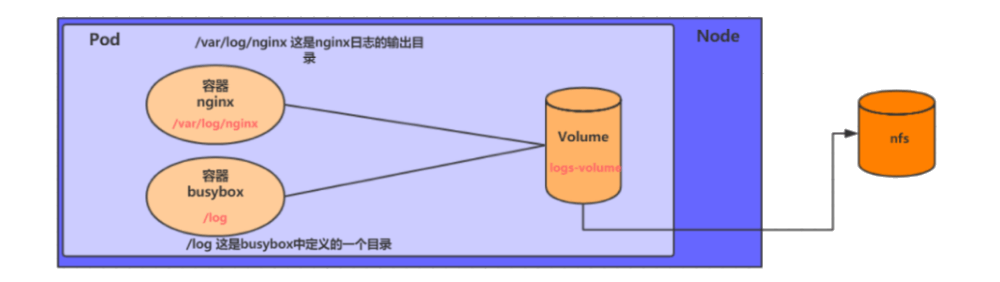 Pod
/var/log/nginx 这是nginx日志的输出目
录
Node
容器
nginx
/var/log/nginx
Volume
logs-volume
nfs
容器
busybox
/log
/log 这是busybox中定义的一个目录